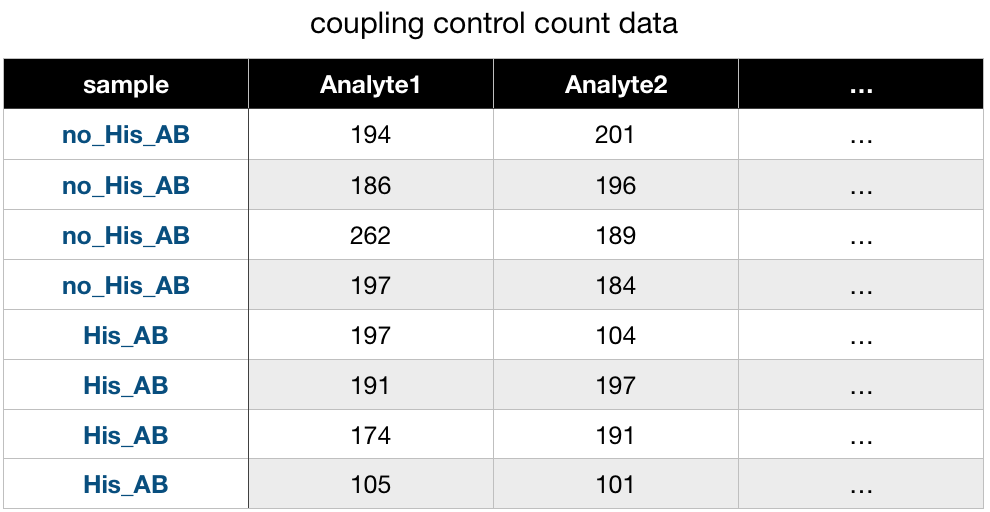 coupling control count data
sample Analyte1 Analyte2 ...
no_His_AB 194 201 ...
no_His_AB 186 196 ...
no_His_AB 262 189 ...
no_His_AB 197 184 ...
His_AB 197 104 ...
His_AB 191 197 ...
His_AB 174 191 ...
His_AB 105 101 ...